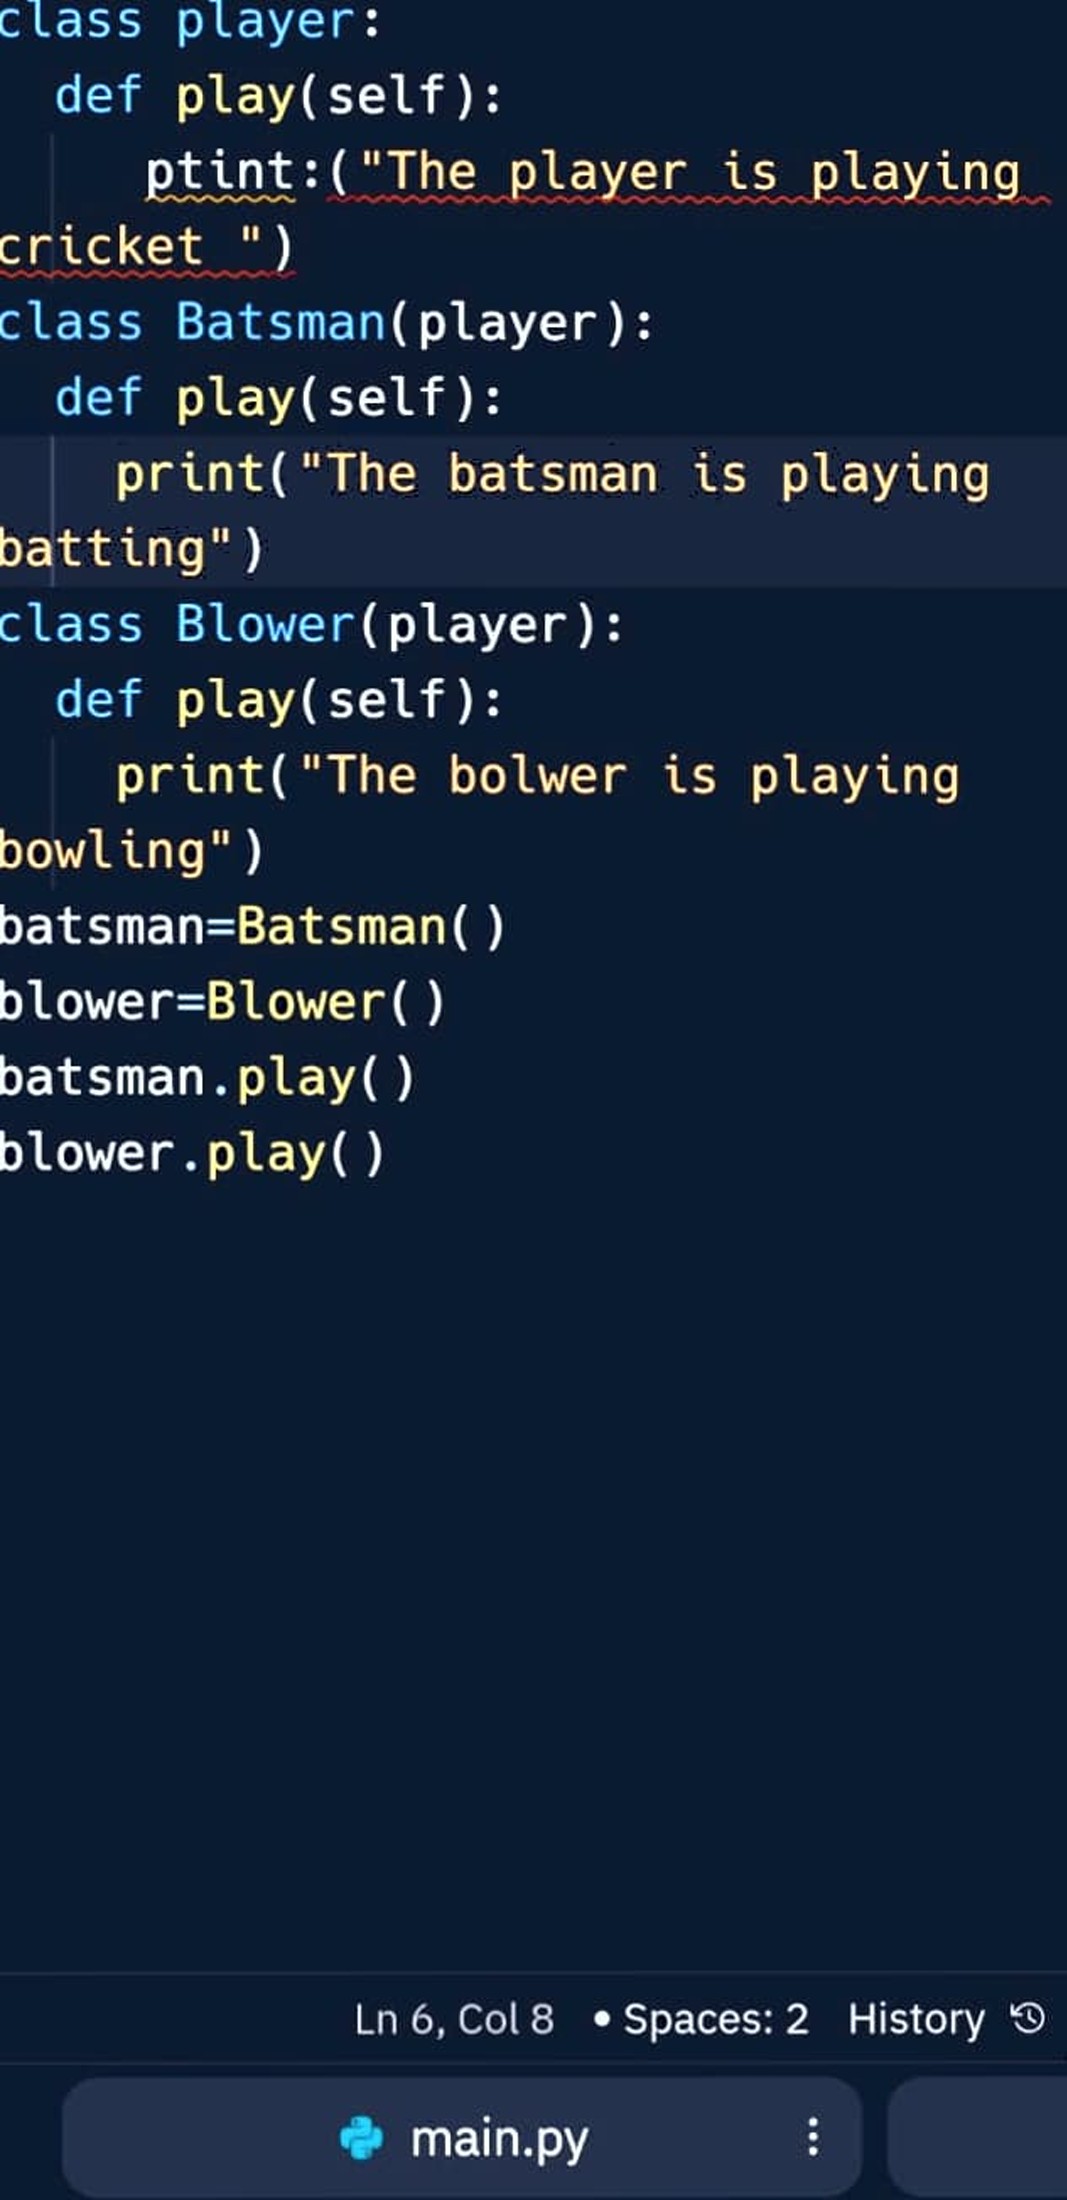 class player:
  def play(self):
     ptint:("The player is playing
cricket ")
class Batsman(player):
  def play(self):
    print("The batsman is playing
batting")
class Blower(player):
  def play(self):
    print("The bolwer is playing
bowling")
batsman=Batsman()
blower=Blower()
batsman.play()
blower.play()
Ln 6, Col 8 • Spaces: 2 History
main.py